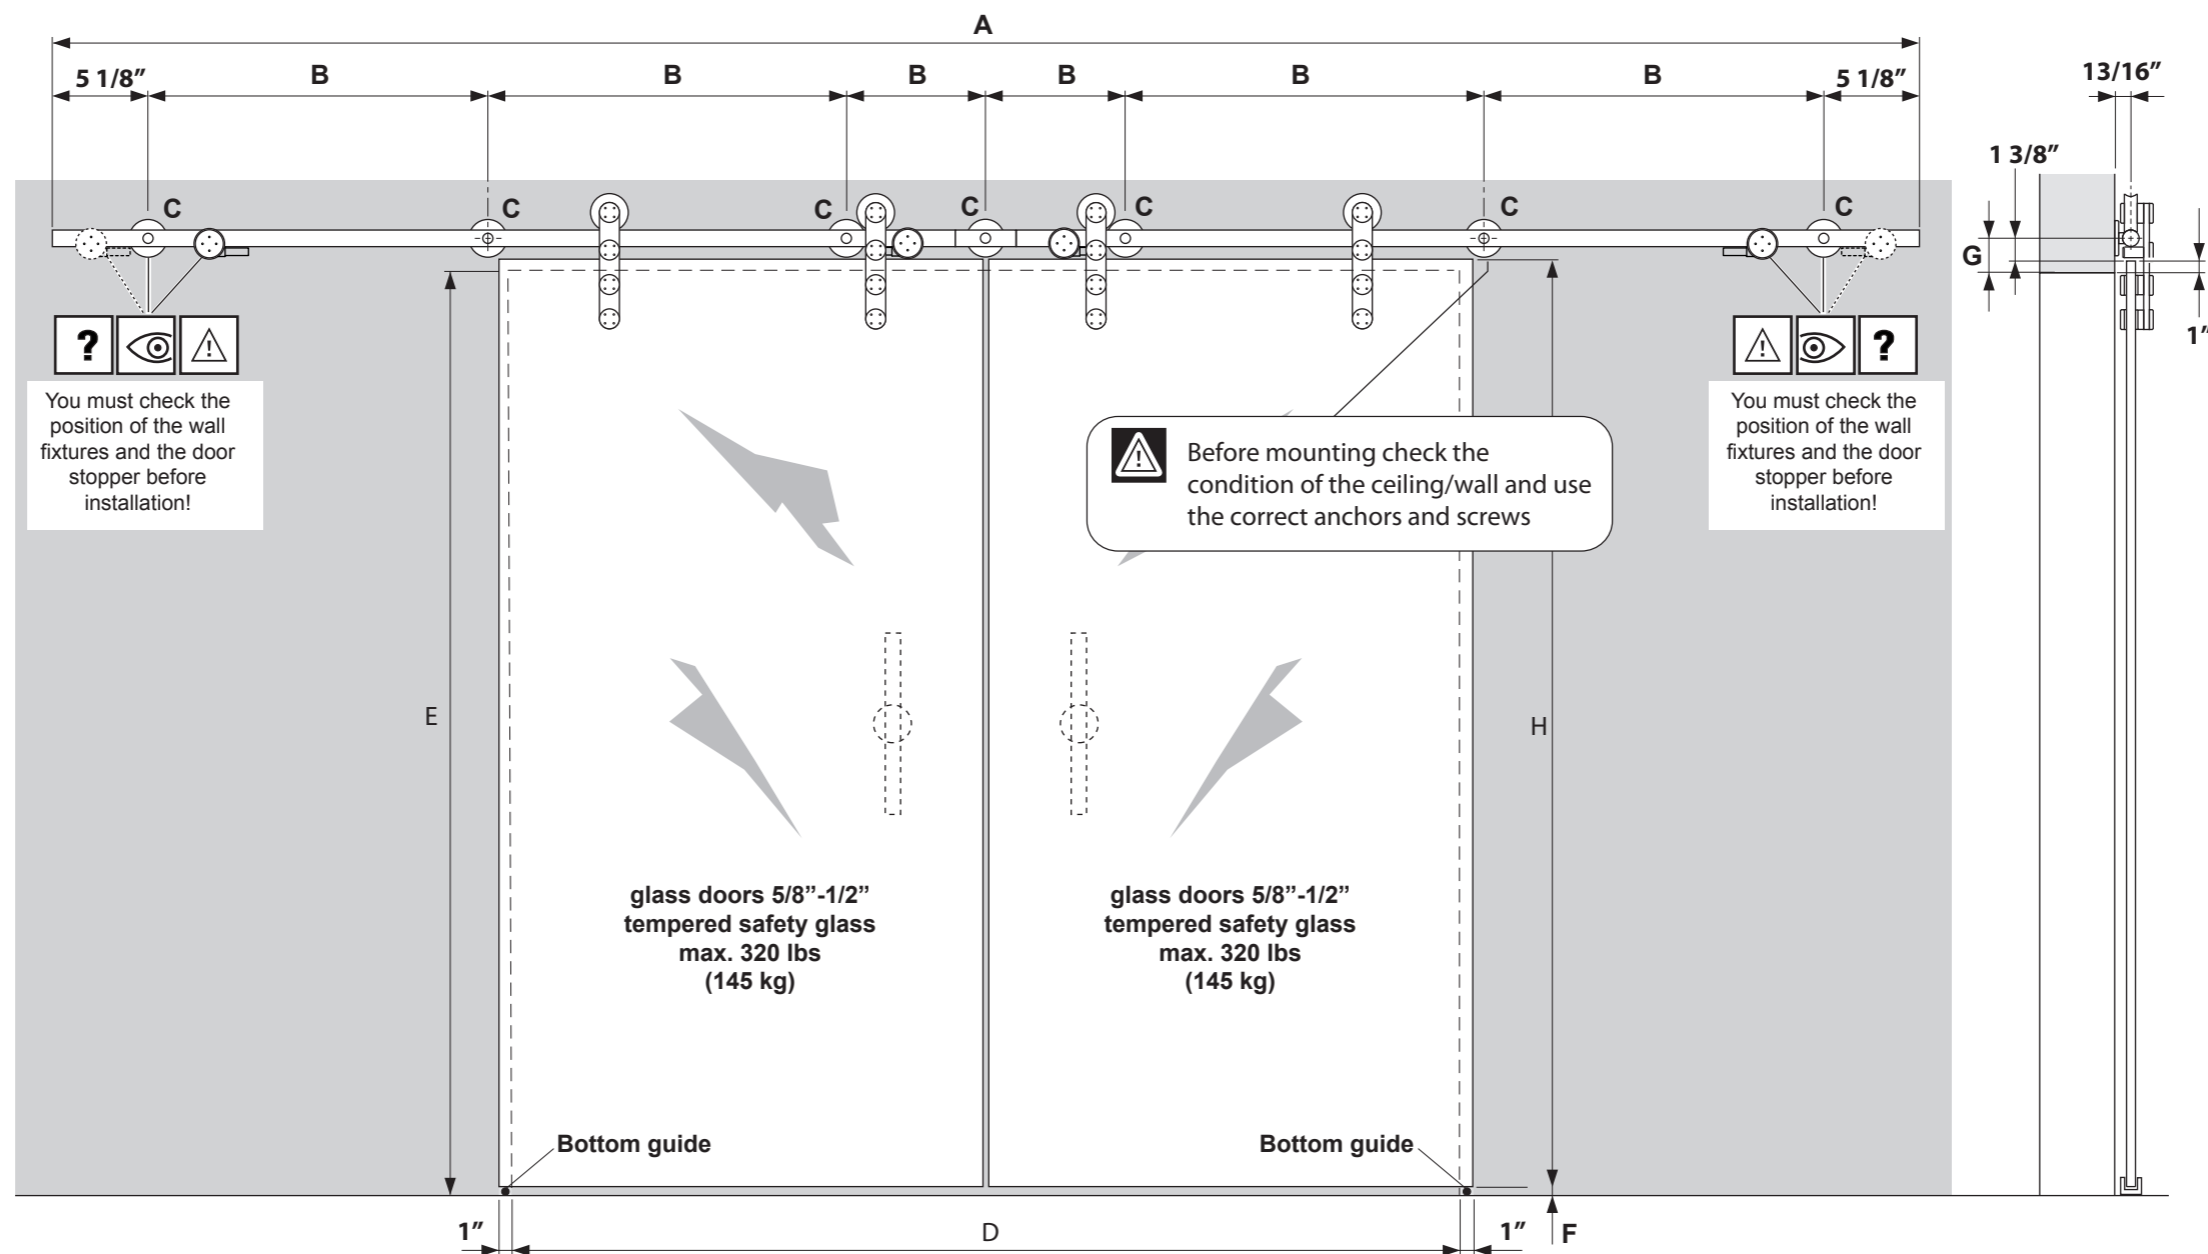 A
5 1/8” B B B B B B 5 1/8” 13/16”
1 3/8”
C C C C C C C
G
1”
? !
! ?
You must check the
position of the wall
fixtures and the door
stopper before
installation!
You must check the
position of the wall
fixtures and the door
stopper before
installation!
! Before mounting check the
condition of the ceiling/wall and use
the correct anchors and screws
E
H
glass doors 5/8”-1/2”
tempered safety glass
max. 320 lbs
(145 kg)
glass doors 5/8”-1/2”
tempered safety glass
max. 320 lbs
(145 kg)
Bottom guide
Bottom guide
1” D 1” F